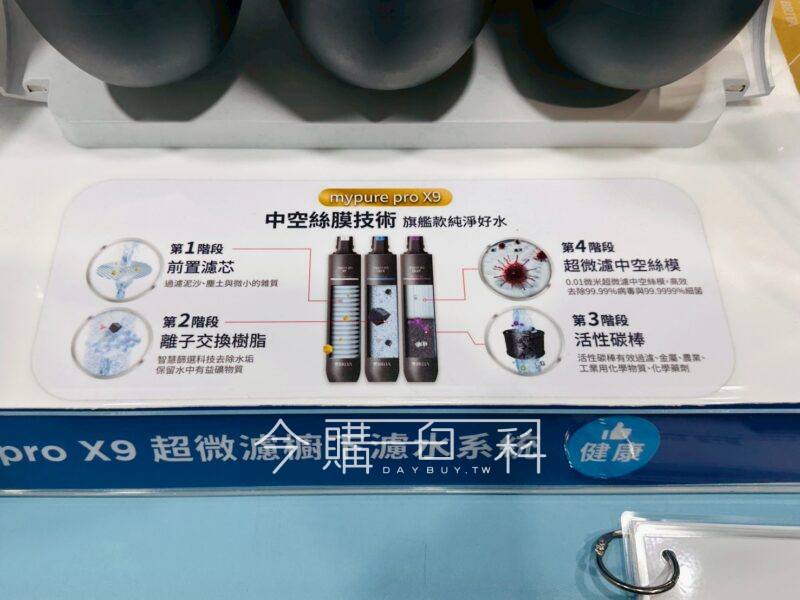 mypure pro X9
中空絲膜技術 旗艦款純淨好水
第1階段
前置濾芯
過濾泥沙、塵土與微小的雜質
第2階段
離子交換樹脂
智慧篩選科技去除水垢
保留水中有益礦物質
第4階段
超微濾中空絲模
0.01微米超微濾中空絲模，高效
去除99.99%病毒與99.9999%細菌
第3階段
活性碳棒
活性碳棒有效過濾、金屬、農業、
工業用化學物質、化學藥劑
pro X9 超微濾櫥下濾水系統
健康
今購百科
DAYBUY.TW